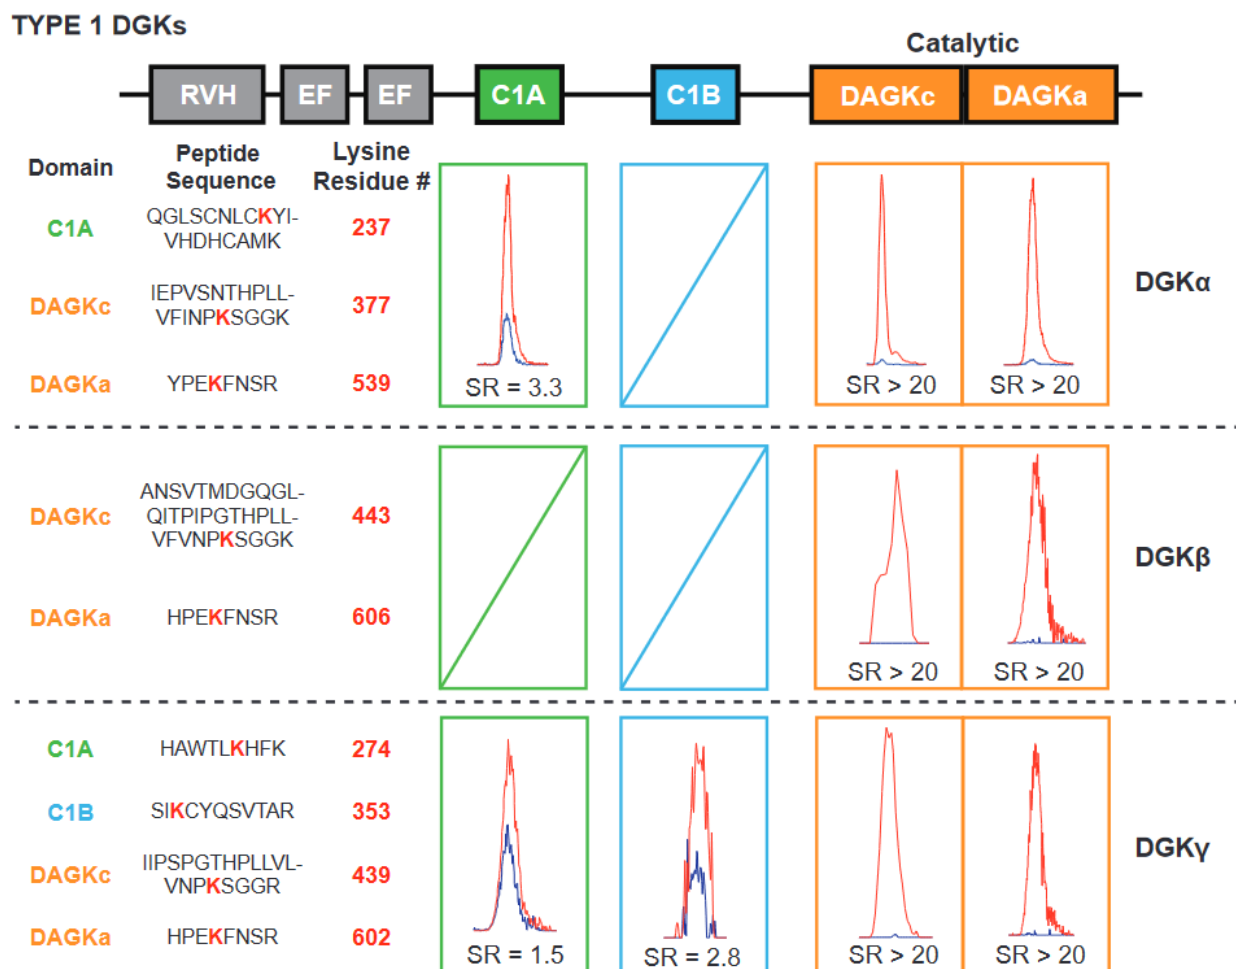 TYPE 1 DGKs
Catalytic
RVH EF EF C1A C1B DAGKc DAGKa
Domain
Peptide
Sequence
Lysine
Residue #
C1A
QGLSCNLCKYI-
VHDHCAMK
237
DAGKc
IEPVSNTHPLL-
VFINPKSGGK
377
DAGKa
YPEKFNSR
539
SR = 3.3
SR > 20
SR > 20
DGKα
DAGKc
ANSVTMDGQGL-
QITPIPGTHPLL-
VFVNPKSGGK
443
DAGKa
HPEKFNSR
606
SR > 20
SR > 20
DGKβ
C1A
HAWTLKHFK
274
C1B
SIKCYQSVTAR
353
DAGKc
IIPSPGTHPLLVL-
VNPKSGGR
439
DAGKa
HPEKFNSR
602
SR = 1.5
SR = 2.8
SR > 20
SR > 20
DGKγ